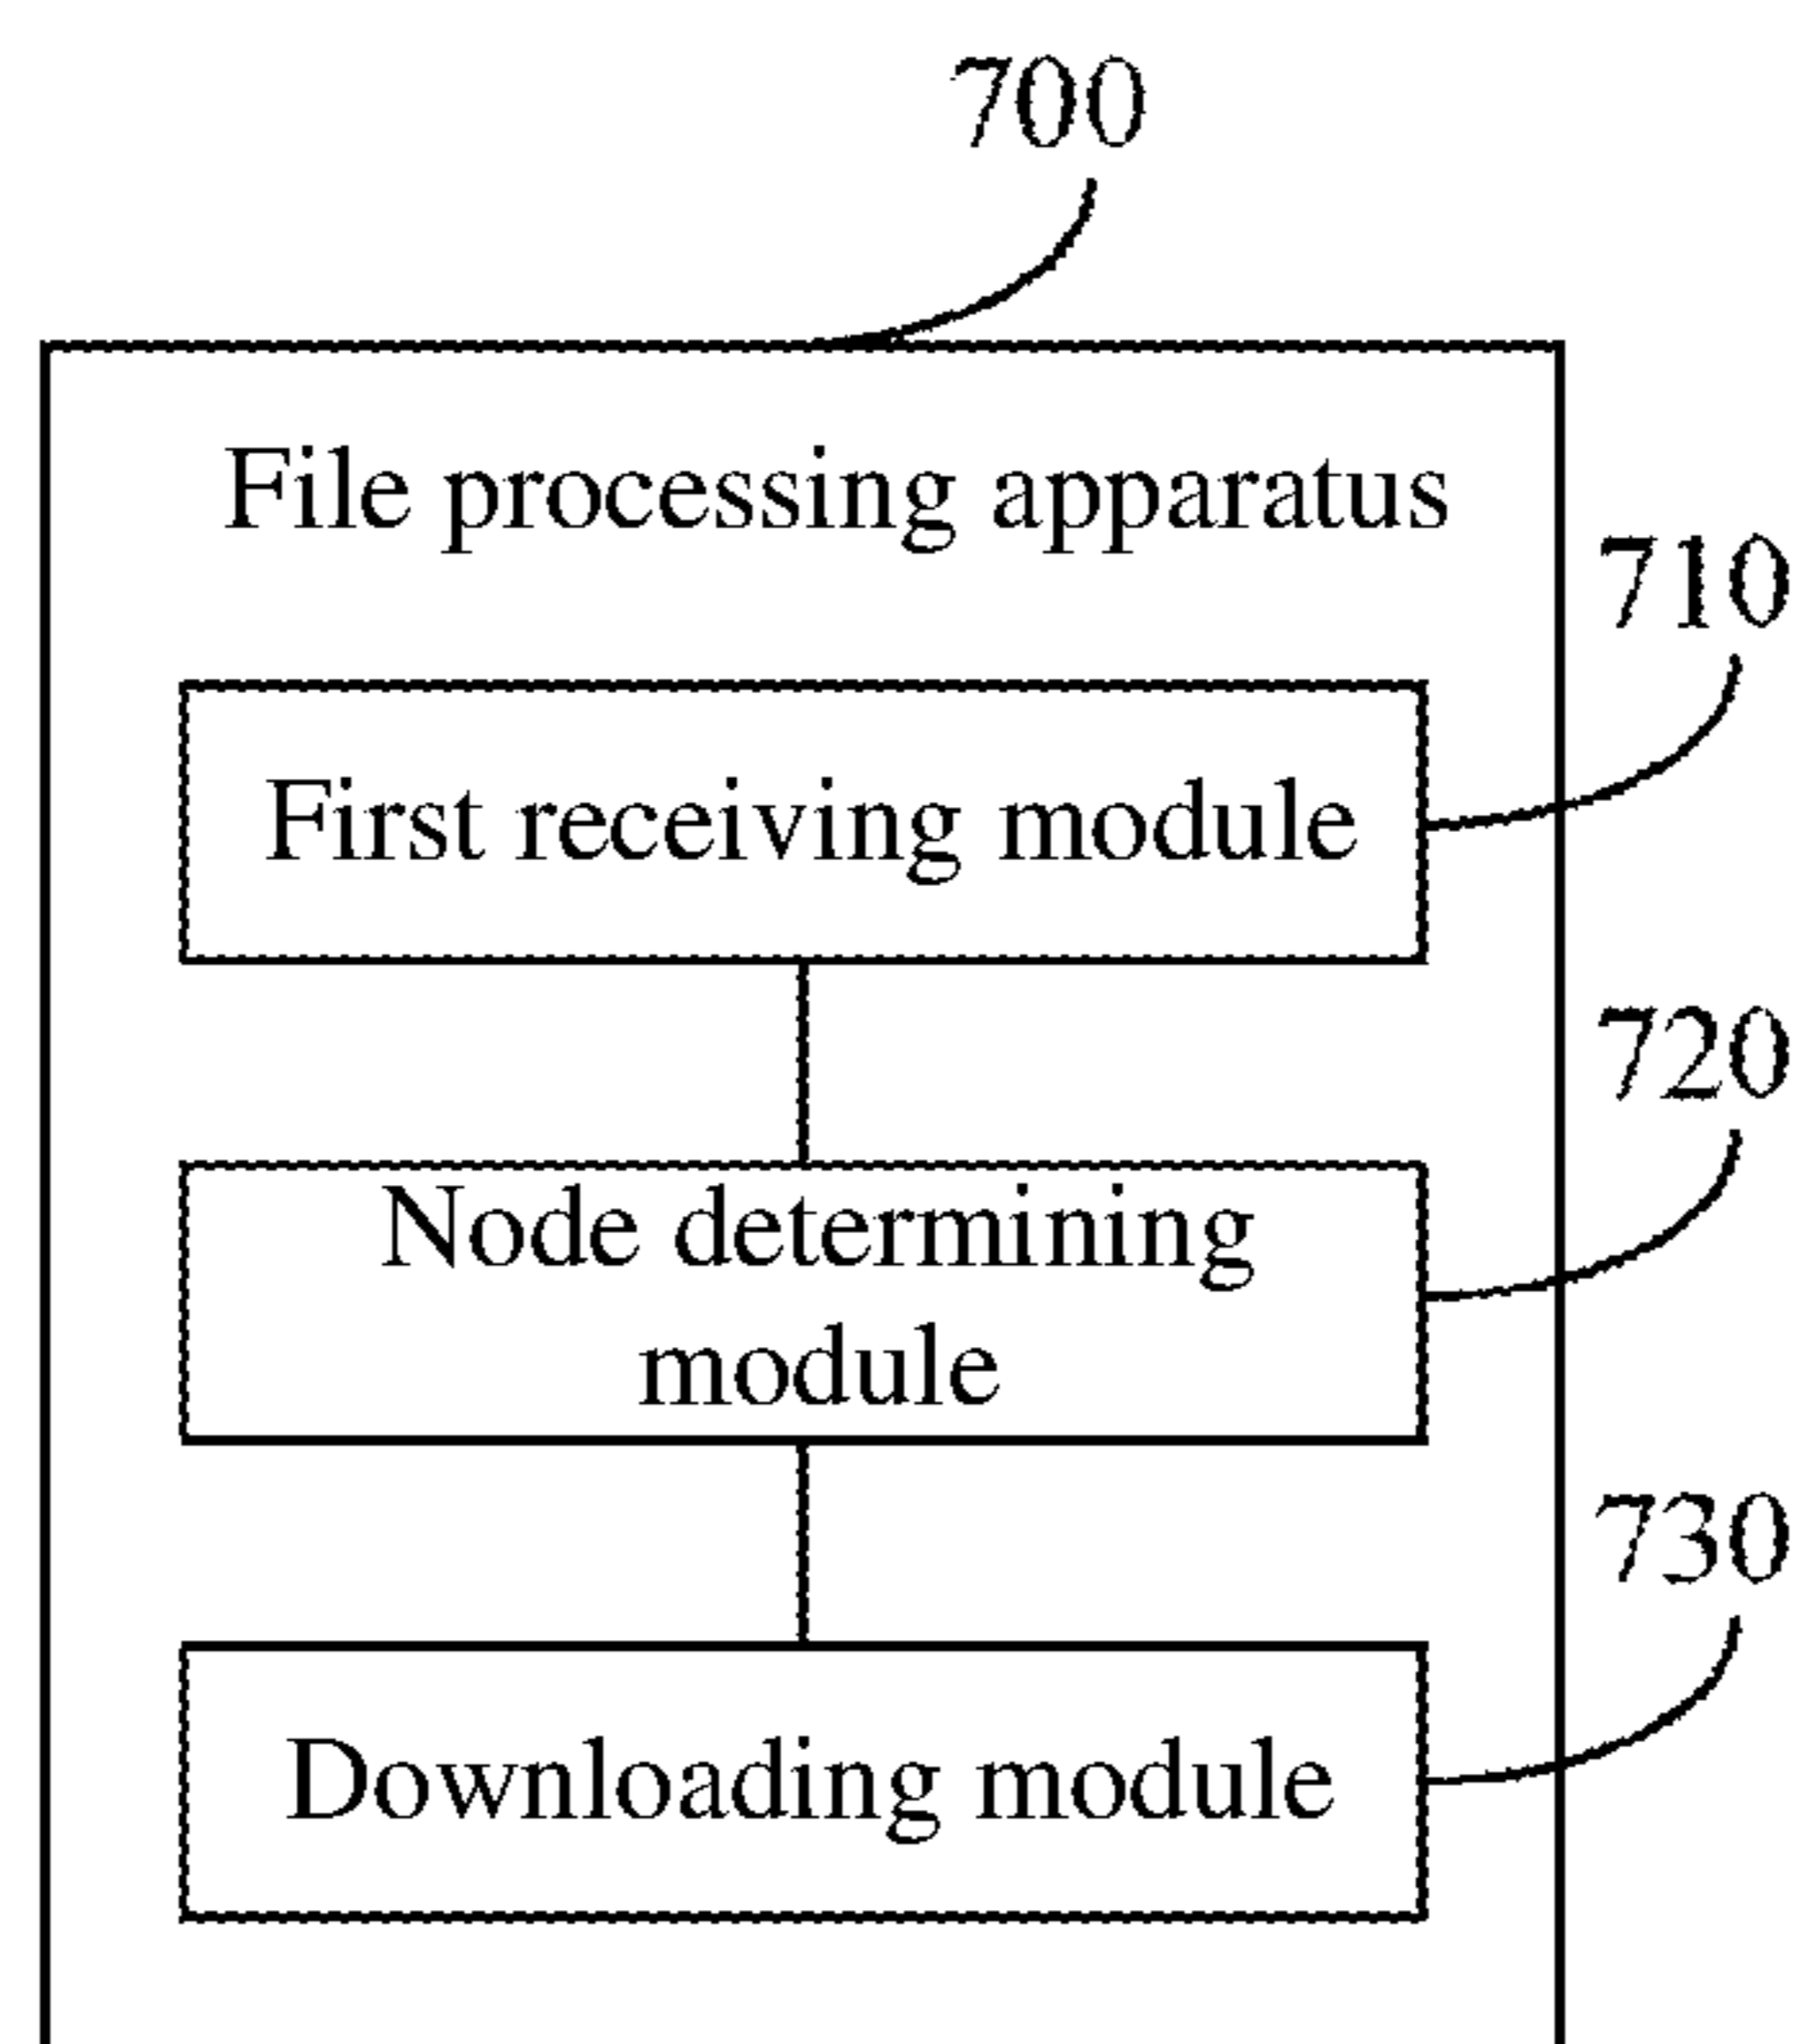 700
File processing apparatus
710
First receiving module
720
Node determining
module
730
Downloading module